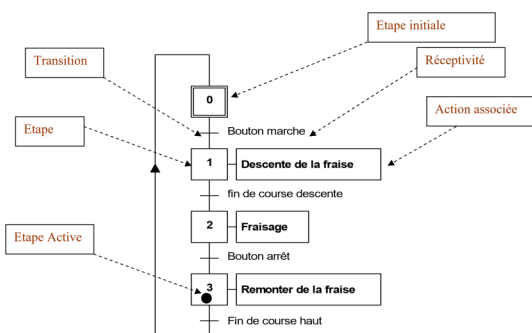 Etape initiale
Transition
Réceptivité
0
Action associée
Etape
Bouton marche
1
Descente de la fraise
fin de course descente
2
Fraisage
Etape Active
Bouton arrêt
3
Remonter de la fraise
Fin de course haut